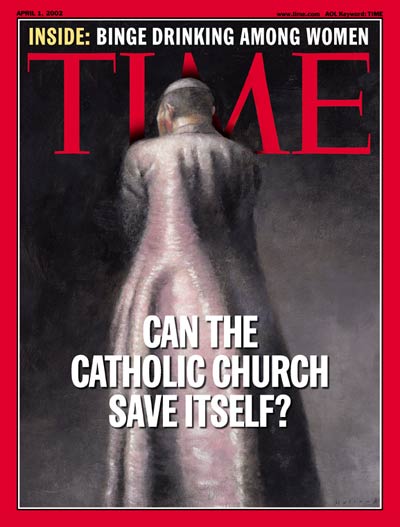 APRIL 1, 2002 www.time.com AOL Keyword: TIME
INSIDE: BINGE DRINKING AMONG WOMEN
TIME
CAN THE
CATHOLIC CHURCH
SAVE ITSELF?